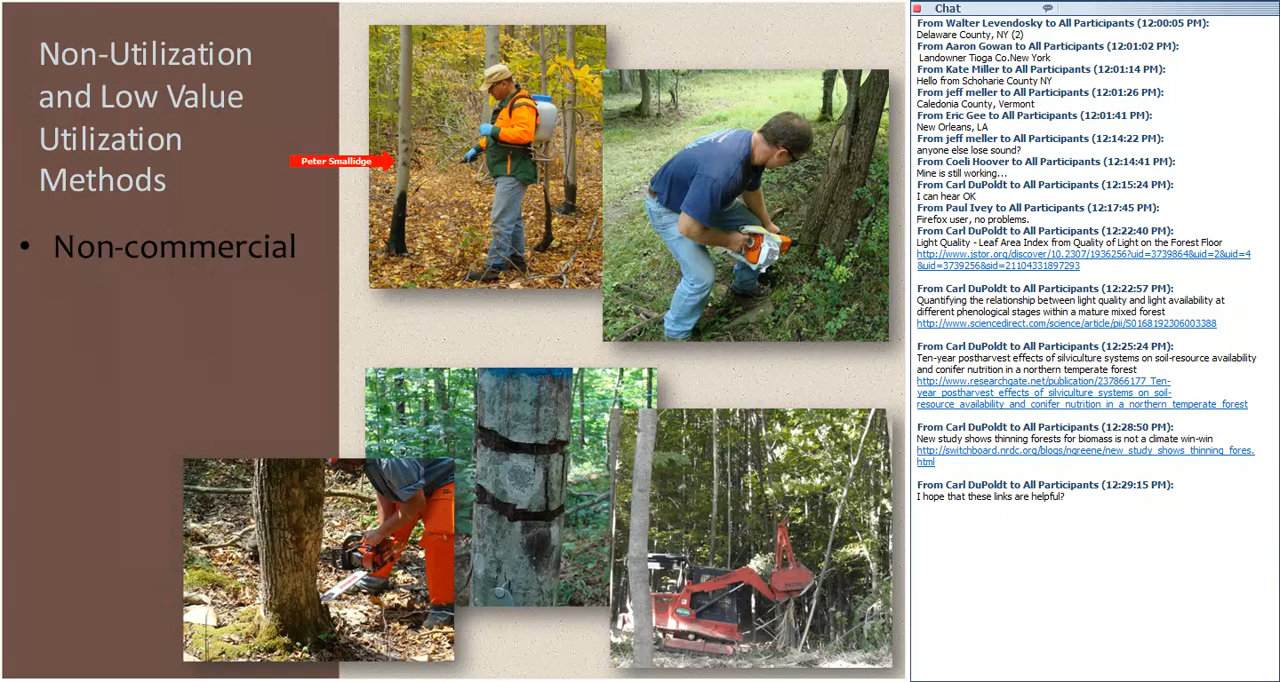 Non-Utilization
and Low Value
Utilization
Methods
Peter Smallidge
• Non-commercial
Chat
From Walter Levendosky to All Participants (12:00:05 PM):
Delaware County, NY (2)
From Aaron Gowan to All Participants (12:01:02 PM):
Landowner Tioga Co.New York
From Kate Miller to All Participants (12:01:14 PM):
Hello from Schoharie County NY
From jeff meller to All Participants (12:01:26 PM):
Caledonia County, Vermont
From Eric Gee to All Participants (12:01:41 PM):
New Orleans, LA
From jeff meller to All Participants (12:14:22 PM):
anyone else lose sound?
From Coeli Hoover to All Participants (12:14:41 PM):
Mine is still working...
From Carl DuPoldt to All Participants (12:15:24 PM):
I can hear OK
From Paul Ivey to All Participants (12:17:45 PM):
Firefox user, no problems.
From Carl DuPoldt to All Participants (12:22:40 PM):
Light Quality - Leaf Area Index from Quality of Light on the Forest Floor
http://www.jstor.org/discover/10.2307/1936256?uid=3739864&uid=2&uid=4
&uid=3739256&sid=21104331897293
From Carl DuPoldt to All Participants (12:22:57 PM):
Quantifying the relationship between light quality and light availability at
different phenological stages within a mature mixed forest
http://www.sciencedirect.com/science/article/pii/S0168192306003388
From Carl DuPoldt to All Participants (12:25:24 PM):
Ten-year postharvest effects of silviculture systems on soil-resource availability
and conifer nutrition in a northern temperate forest
http://www.researchgate.net/publication/237866177_Ten-
year_postharvest_effects_of_silviculture_systems_on_soil-
resource_availability_and_conifer_nutrition_in_a_northern_temperate_forest
From Carl DuPoldt to All Participants (12:28:50 PM):
New study shows thinning forests for biomass is not a climate win-win
http://switchboard.nrdc.org/blogs/ngreene/new_study_shows_thinning_fores.
html
From Carl DuPoldt to All Participants (12:29:15 PM):
I hope that these links are helpful?